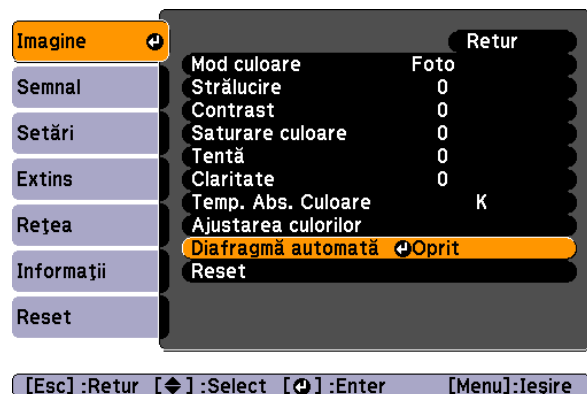 Imagine
Semnal
Setări
Extins
Reţea
Informaţii
Reset
Retur
Mod culoare Foto
Strălucire 0
Contrast 0
Saturare culoare 0
Tentă 0
Claritate 0
Temp. Abs. Culoare K
Ajustarea culorilor
Diafragmă automată Oprit
Reset
[Esc] :Retur [◆] :Select [↵] :Enter [Menu]:Iesire